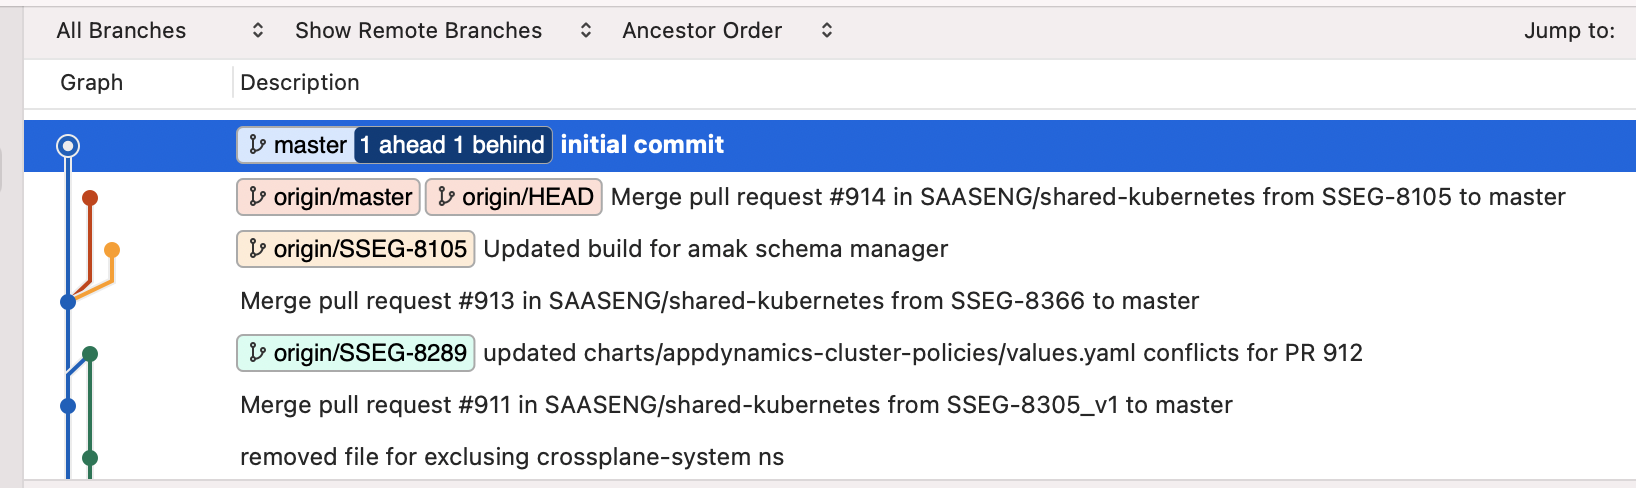 All Branches Show Remote Branches Ancestor Order Jump to:
Graph Description
master 1 ahead 1 behind initial commit
origin/master origin/HEAD Merge pull request #914 in SAASENG/shared-kubernetes from SSEG-8105 to master
origin/SSEG-8105 Updated build for amak schema manager
Merge pull request #913 in SAASENG/shared-kubernetes from SSEG-8366 to master
origin/SSEG-8289 updated charts/appdynamics-cluster-policies/values.yaml conflicts for PR 912
Merge pull request #911 in SAASENG/shared-kubernetes from SSEG-8305_v1 to master
removed file for exclusing crossplane-system ns